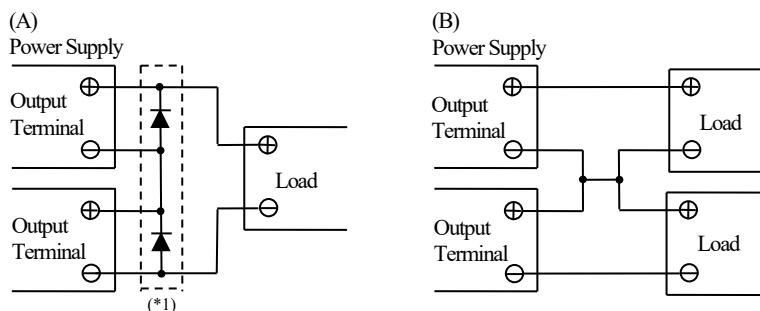 (A)
Power Supply
⊕
Output
Terminal
⊖
⊕
Output
Terminal
⊖
(*1)
⊕
Load
⊖
(B)
Power Supply
⊕
Output
Terminal
⊖
⊕
Output
Terminal
⊖
⊕
Load
⊖
⊕
Load
⊖